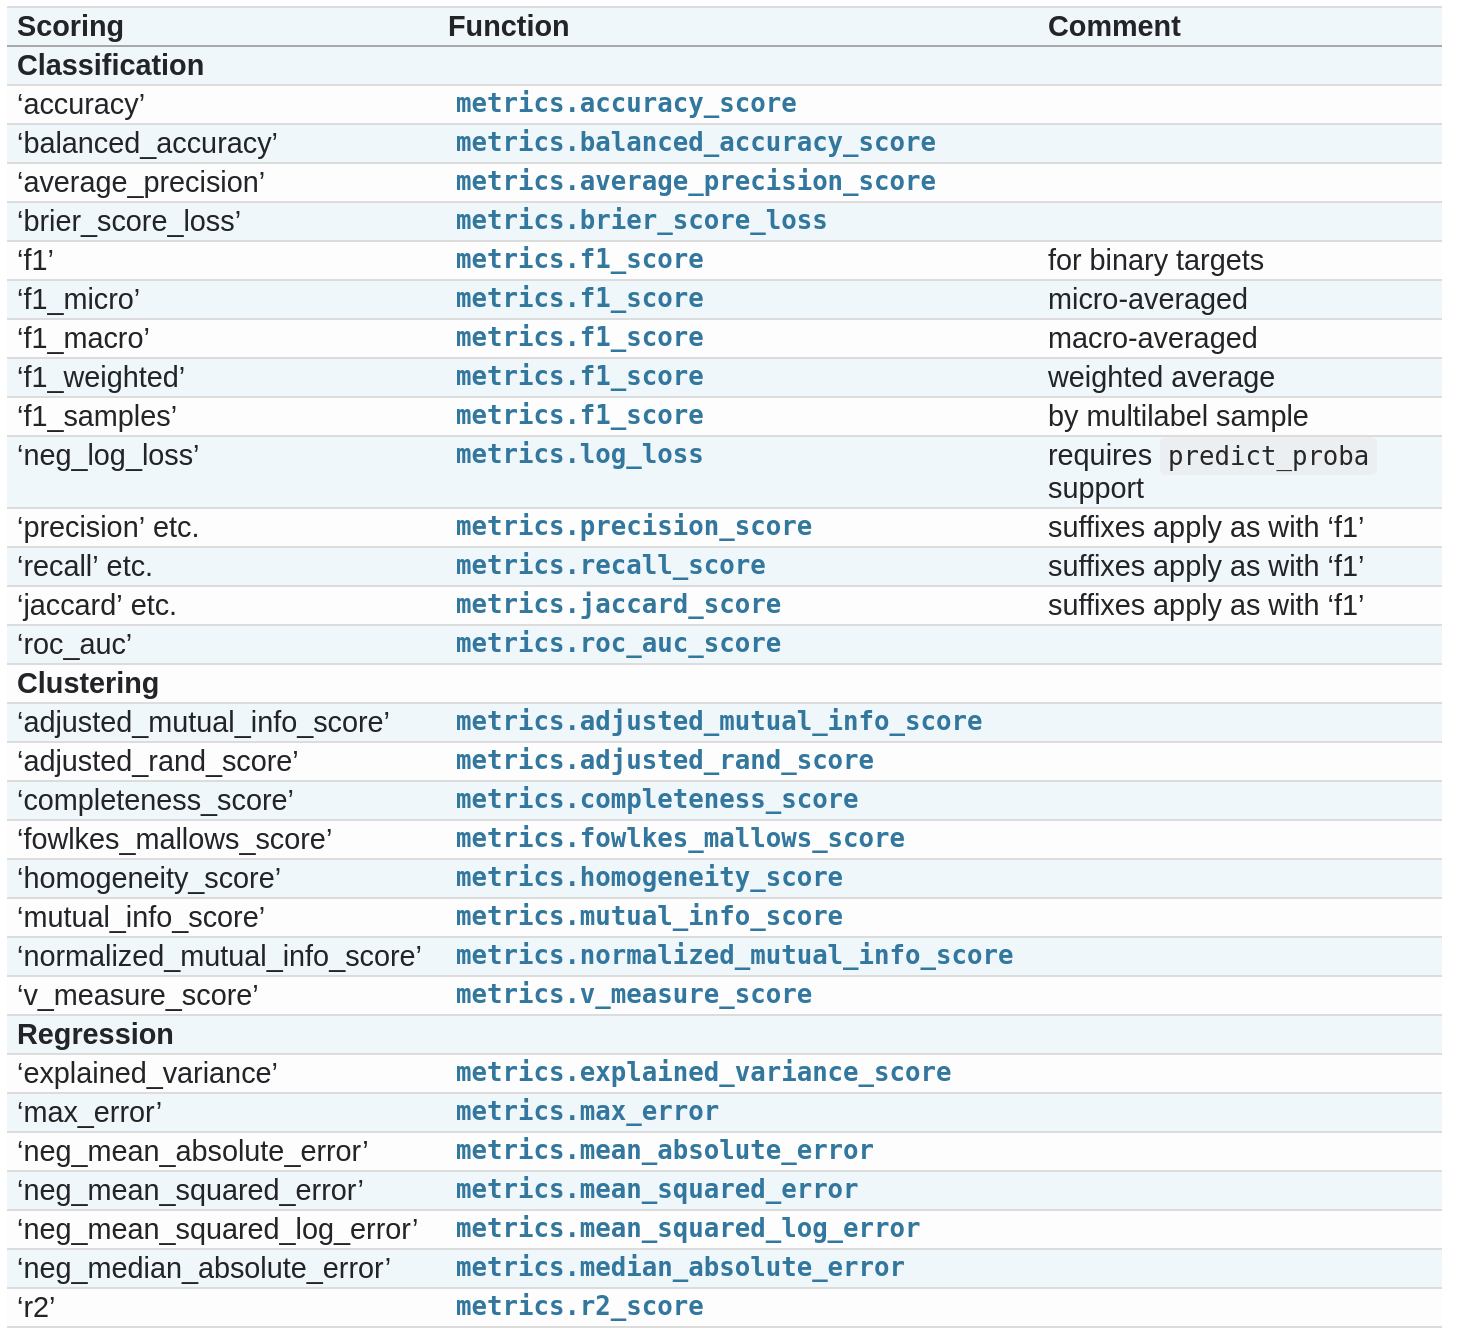 Scoring Function Comment
Classification
‘accuracy’ metrics.accuracy_score
‘balanced_accuracy’ metrics.balanced_accuracy_score
‘average_precision’ metrics.average_precision_score
‘brier_score_loss’ metrics.brier_score_loss
‘f1’ metrics.f1_score for binary targets
‘f1_micro’ metrics.f1_score micro-averaged
‘f1_macro’ metrics.f1_score macro-averaged
‘f1_weighted’ metrics.f1_score weighted average
‘f1_samples’ metrics.f1_score by multilabel sample
‘neg_log_loss’ metrics.log_loss requires predict_proba
support
‘precision’ etc. metrics.precision_score suffixes apply as with ‘f1’
‘recall’ etc. metrics.recall_score suffixes apply as with ‘f1’
‘jaccard’ etc. metrics.jaccard_score suffixes apply as with ‘f1’
‘roc_auc’ metrics.roc_auc_score
Clustering
‘adjusted_mutual_info_score’ metrics.adjusted_mutual_info_score
‘adjusted_rand_score’ metrics.adjusted_rand_score
‘completeness_score’ metrics.completeness_score
‘fowlkes_mallows_score’ metrics.fowlkes_mallows_score
‘homogeneity_score’ metrics.homogeneity_score
‘mutual_info_score’ metrics.mutual_info_score
‘normalized_mutual_info_score’ metrics.normalized_mutual_info_score
‘v_measure_score’ metrics.v_measure_score
Regression
‘explained_variance’ metrics.explained_variance_score
‘max_error’ metrics.max_error
‘neg_mean_absolute_error’ metrics.mean_absolute_error
‘neg_mean_squared_error’ metrics.mean_squared_error
‘neg_mean_squared_log_error’ metrics.mean_squared_log_error
‘neg_median_absolute_error’ metrics.median_absolute_error
‘r2’ metrics.r2_score